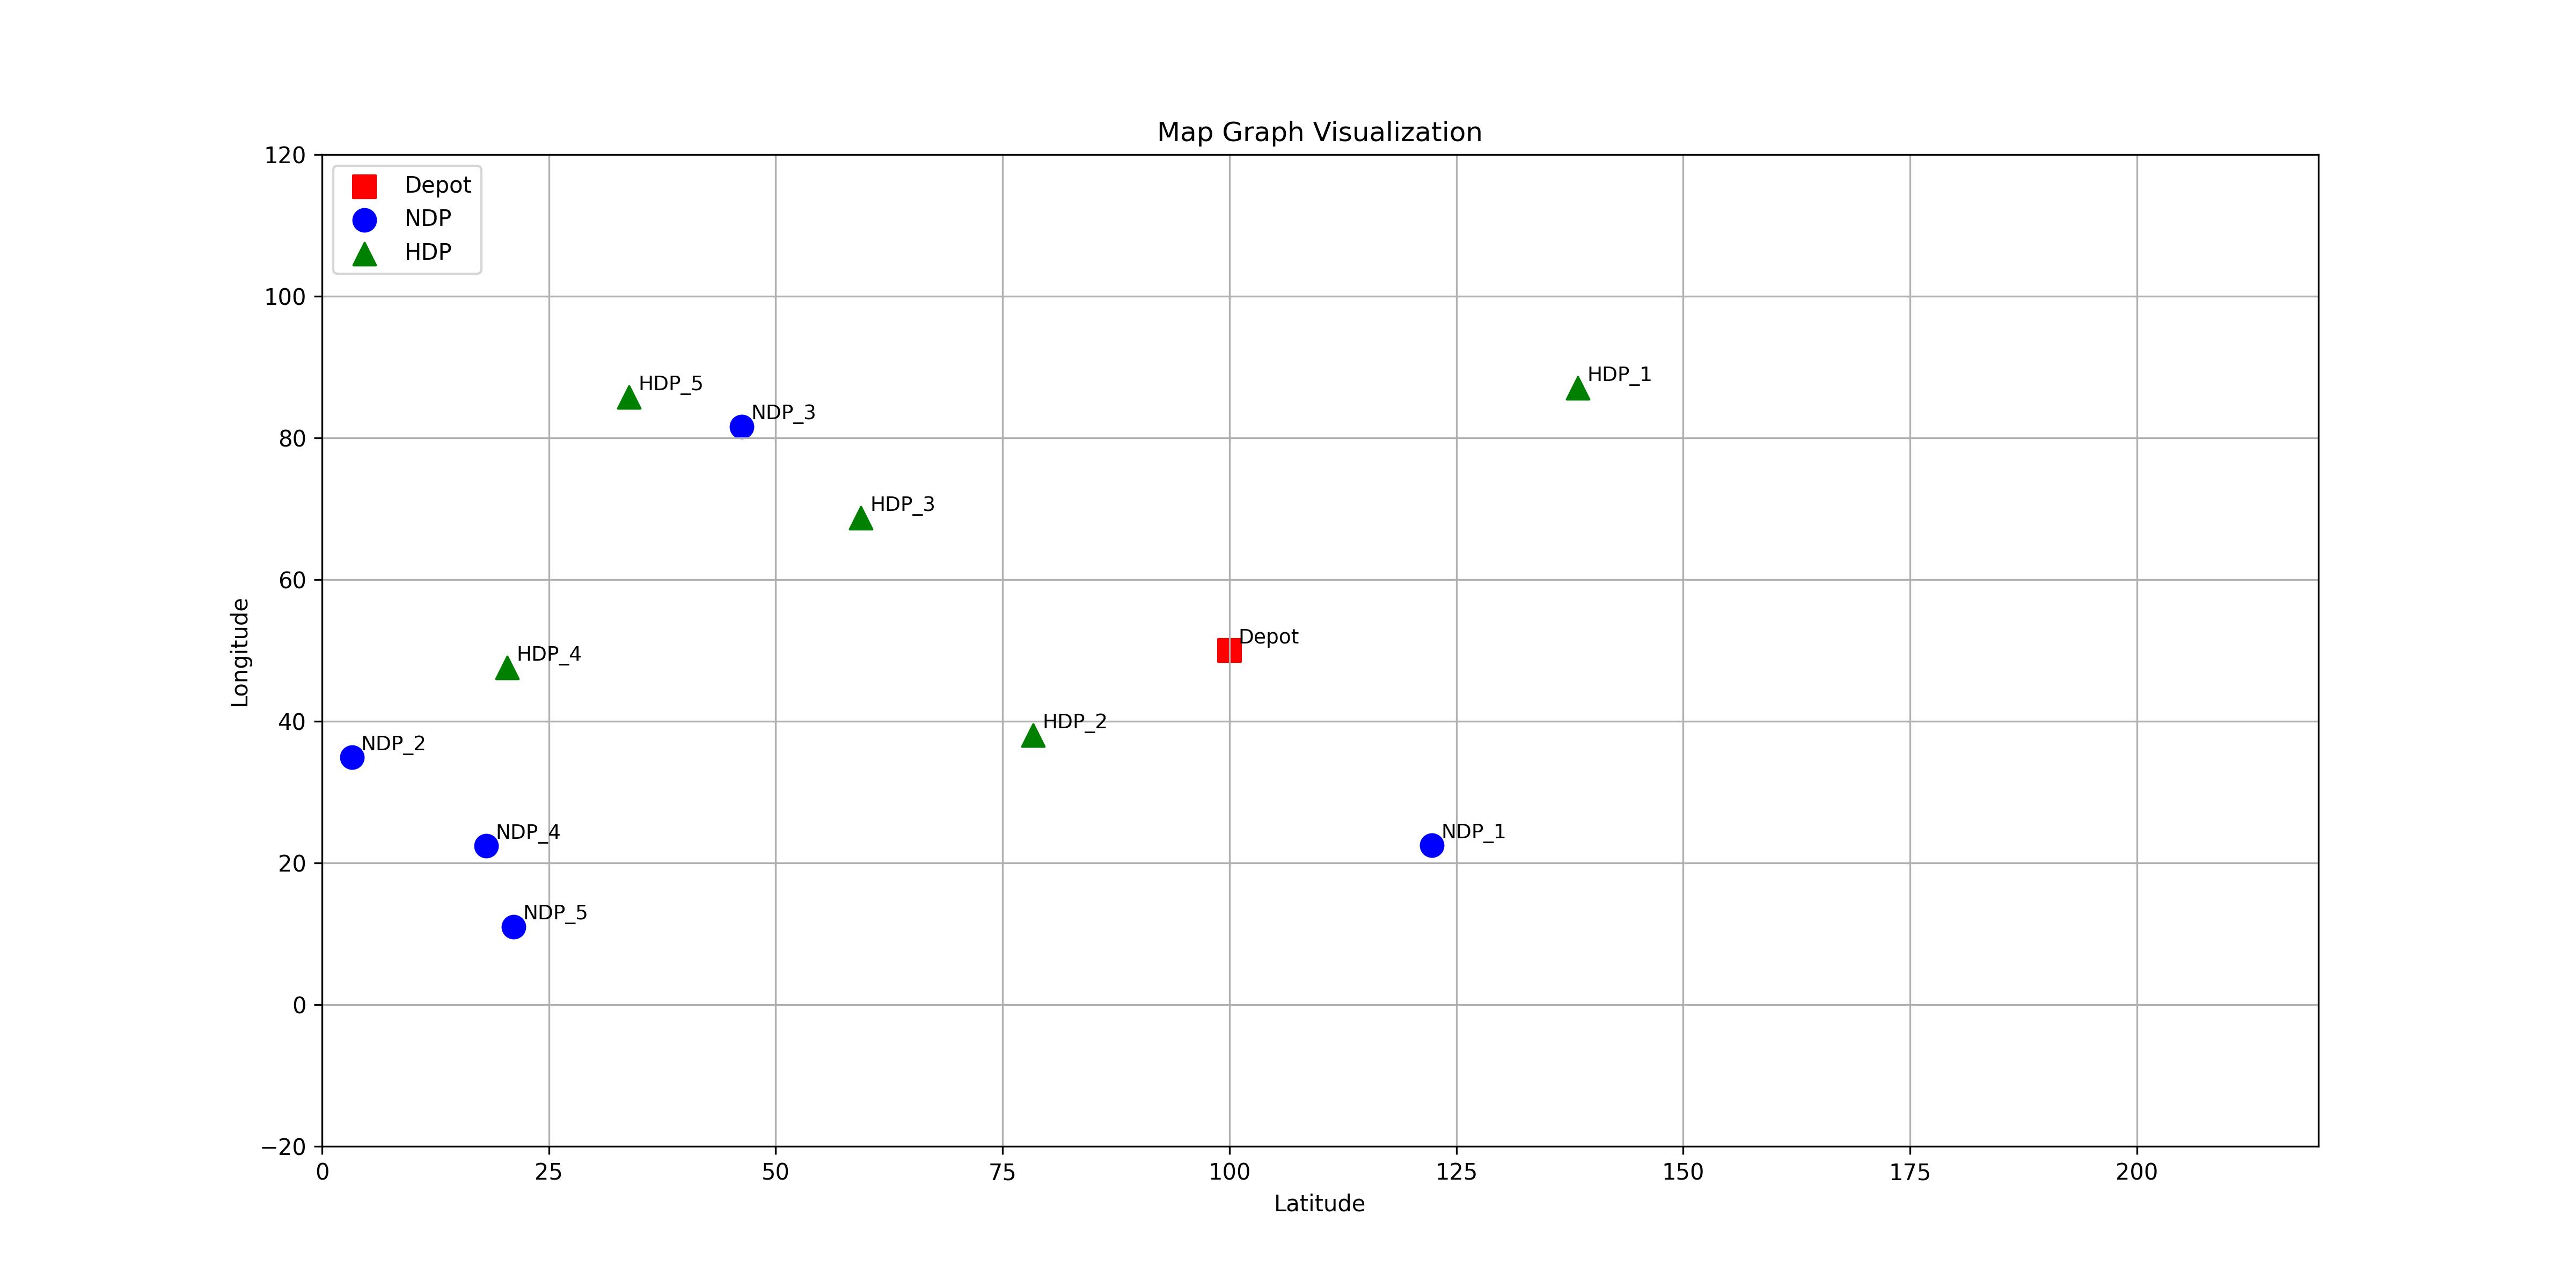 Map Graph Visualization
120
100
80
60
40
20
0
−20
Longitude
Depot
NDP
HDP
HDP_5
NDP_3
HDP_1
HDP_3
Depot
HDP_4
HDP_2
NDP_2
NDP_4
NDP_1
NDP_5
0 25 50 75 100 125 150 175 200
Latitude